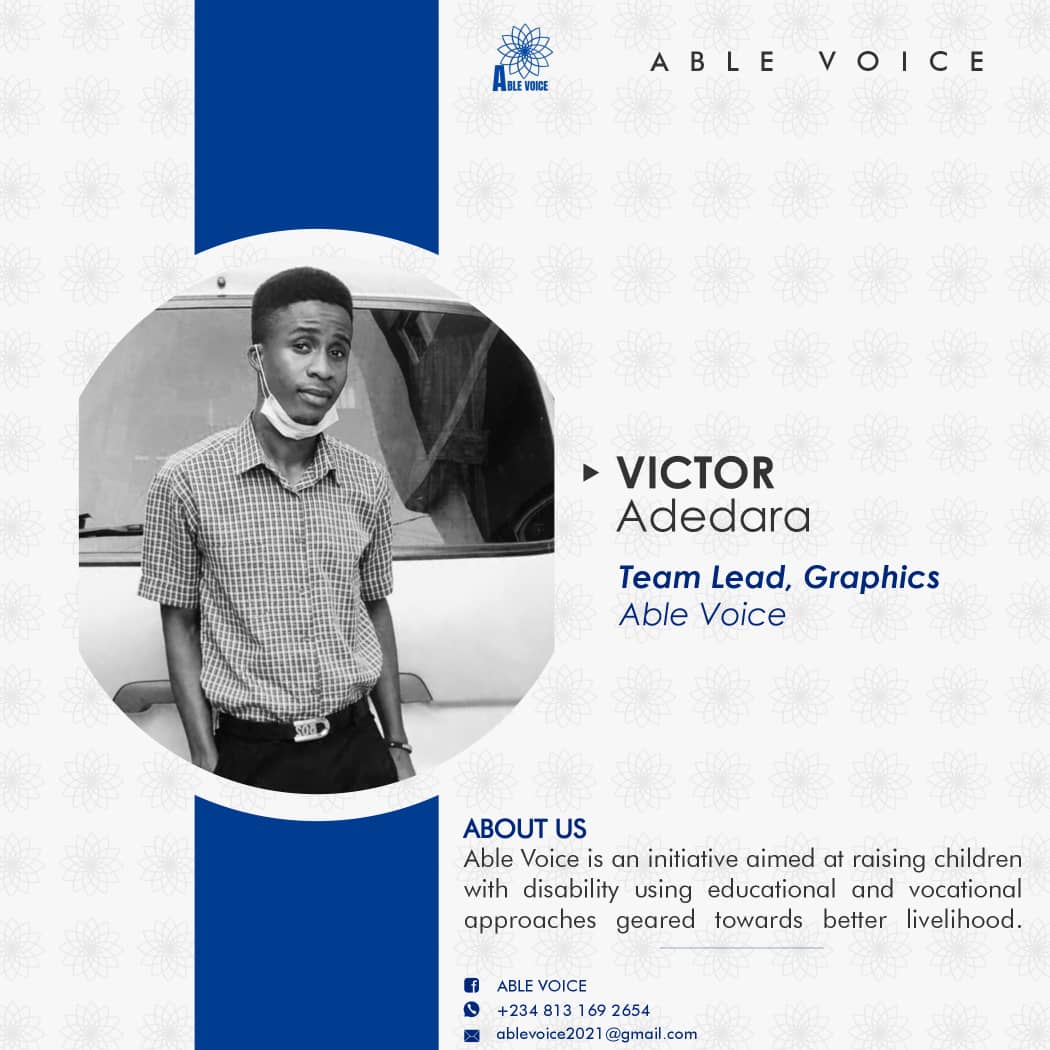 ABLE VOICE
ABLE VOICE
VICTOR
Adedara
Team Lead, Graphics
Able Voice
ABOUT US
Able Voice is an initiative aimed at raising children
with disability using educational and vocational
approaches geared towards better livelihood.
ABLE VOICE
+234 813 169 2654
ablevoice2021@gmail.com